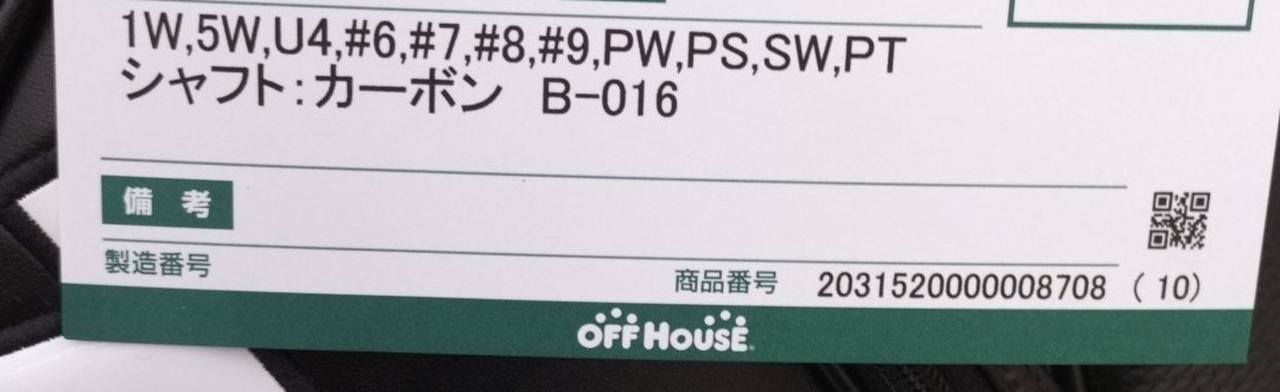 1W,5W,U4,#6,#7,#8,#9,PW,PS,SW,PT
シャフト:カーボン B-016
備考
製造番号
商品番号 2031520000008708 ( 10)
OFF HOUSE